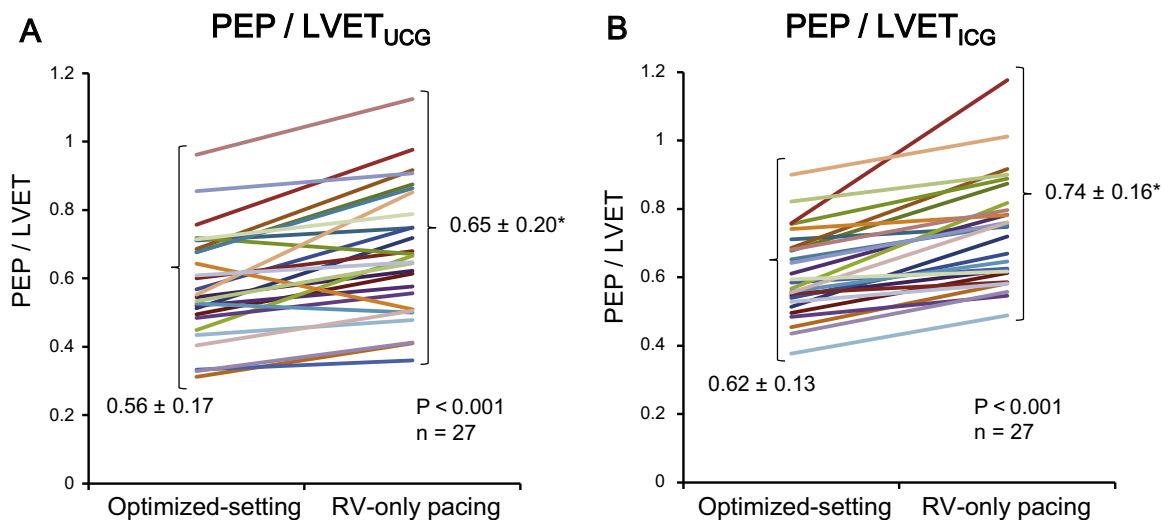 A
PEP / LVETUCG
PEP / LVET
1.2
1
0.8
0.6
0.4
0.2
0
0.65 ± 0.20*
0.56 ± 0.17
P < 0.001
n = 27
Optimized-setting
RV-only pacing
B
PEP / LVETICG
PEP / LVET
1.2
1
0.8
0.6
0.4
0.2
0
0.74 ± 0.16*
0.62 ± 0.13
P < 0.001
n = 27
Optimized-setting
RV-only pacing